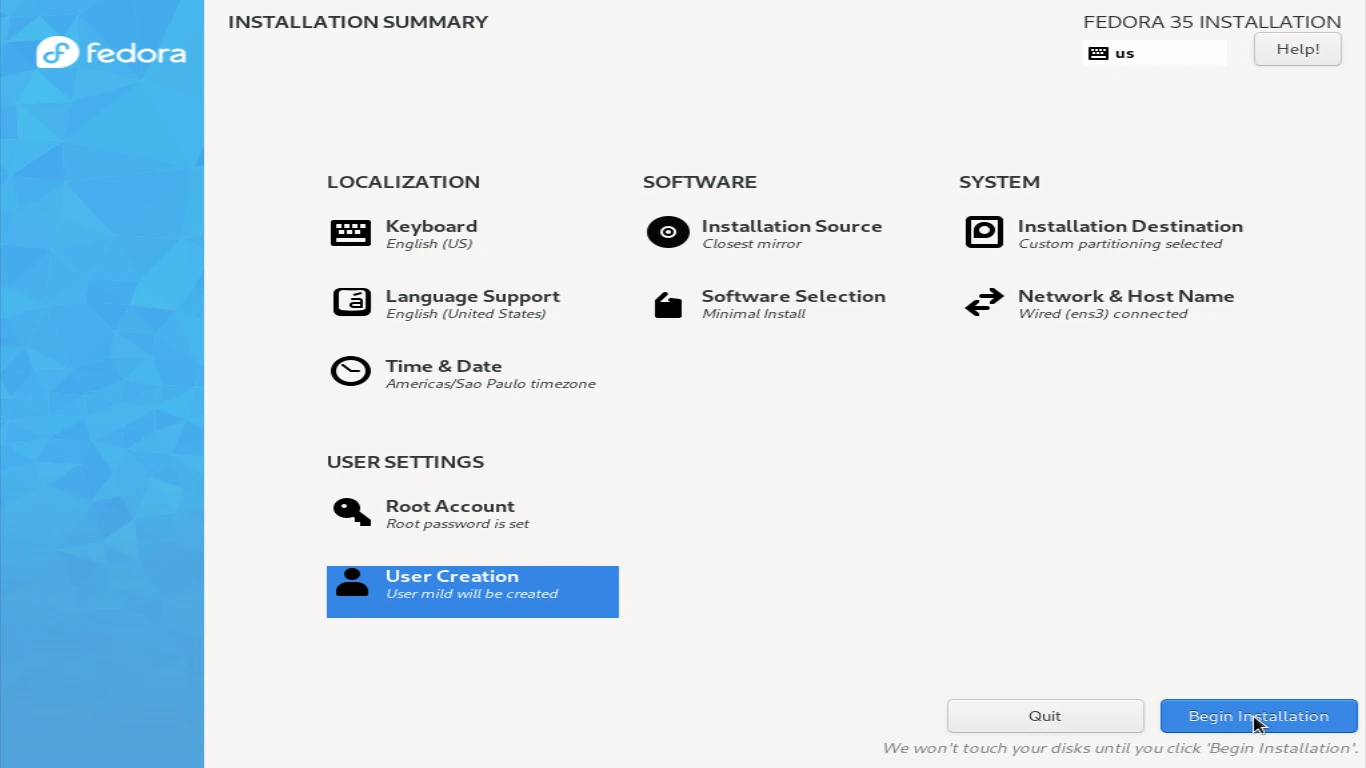 INSTALLATION SUMMARY
FEDORA 35 INSTALLATION
fedora
us
Help!
LOCALIZATION
Keyboard
English (US)
Language Support
English (United States)
Time & Date
Americas/Sao Paulo timezone
SOFTWARE
Installation Source
Closest mirror
Software Selection
Minimal Install
SYSTEM
Installation Destination
Custom partitioning selected
Network & Host Name
Wired (ens3) connected
USER SETTINGS
Root Account
Root password is set
User Creation
User mild will be created
Quit
Begin Installation
We won't touch your disks until you click 'Begin Installation'.